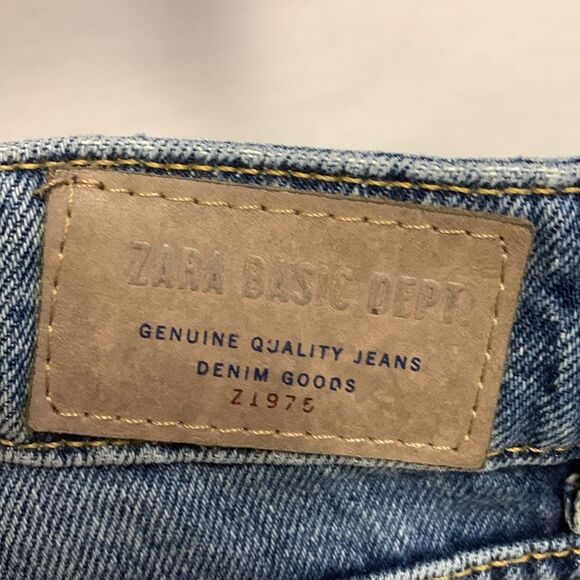 ZARA BASIC DEPT.
GENUINE QUALITY JEANS
DENIM GOODS
Z1975